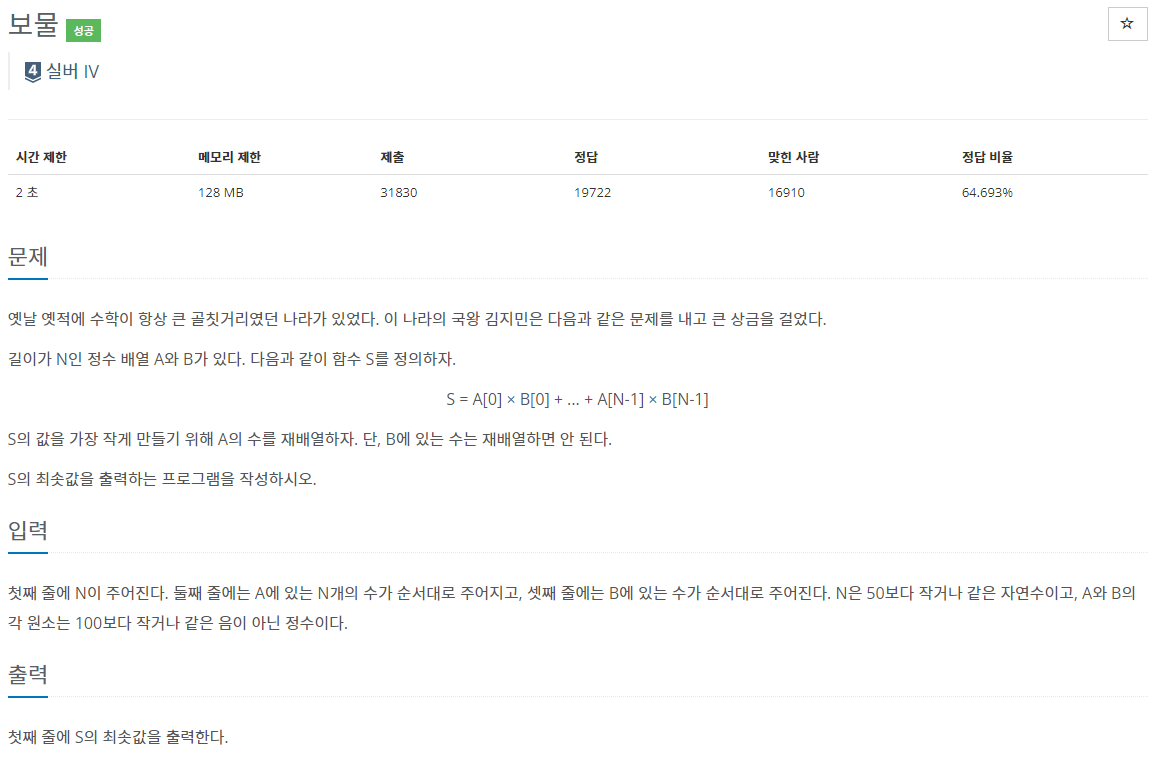 보물 성공
☆
4 실버 IV
시간 제한 메모리 제한 제출 정답 맞힌 사람 정답 비율
2 초 128 MB 31830 19722 16910 64.693%
문제
옛날 옛적에 수학이 항상 큰 골칫거리였던 나라가 있었다. 이 나라의 국왕 김지민은 다음과 같은 문제를 내고 큰 상금을 걸었다.
길이가 N인 정수 배열 A와 B가 있다. 다음과 같이 함수 S를 정의하자.
S = A[0] × B[0] + ... + A[N-1] × B[N-1]
S의 값을 가장 작게 만들기 위해 A의 수를 재배열하자. 단, B에 있는 수는 재배열하면 안 된다.
S의 최솟값을 출력하는 프로그램을 작성하시오.
입력
첫째 줄에 N이 주어진다. 둘째 줄에는 A에 있는 N개의 수가 순서대로 주어지고, 셋째 줄에는 B에 있는 수가 순서대로 주어진다. N은 50보다 작거나 같은 자연수이고, A와 B의
각 원소는 100보다 작거나 같은 음이 아닌 정수이다.
출력
첫째 줄에 S의 최솟값을 출력한다.